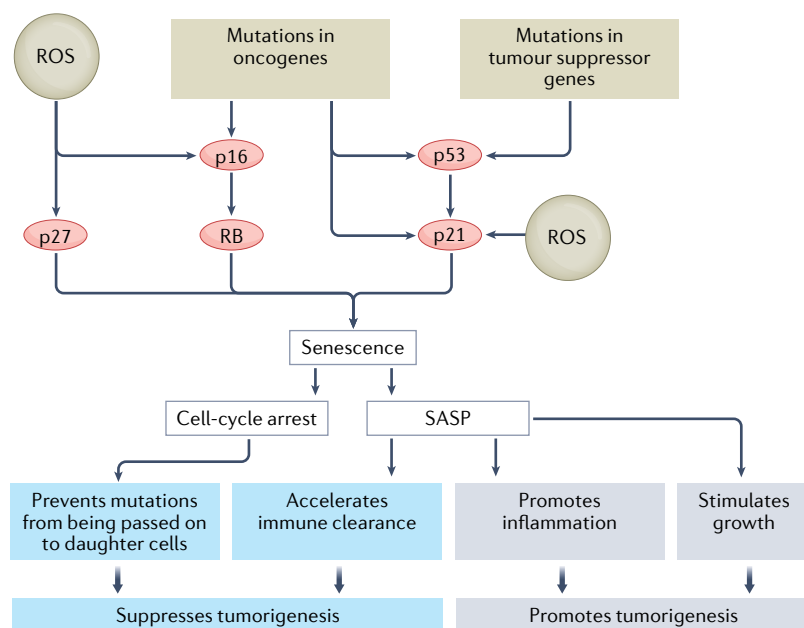 ROS
Mutations in
oncogenes
Mutations in
tumour suppressor
genes
p16
p53
p27
RB
p21
ROS
Senescence
Cell-cycle arrest
SASP
Prevents mutations
from being passed on
to daughter cells
Accelerates
immune clearance
Promotes
inflammation
Stimulates
growth
Suppresses tumorigenesis
Promotes tumorigenesis